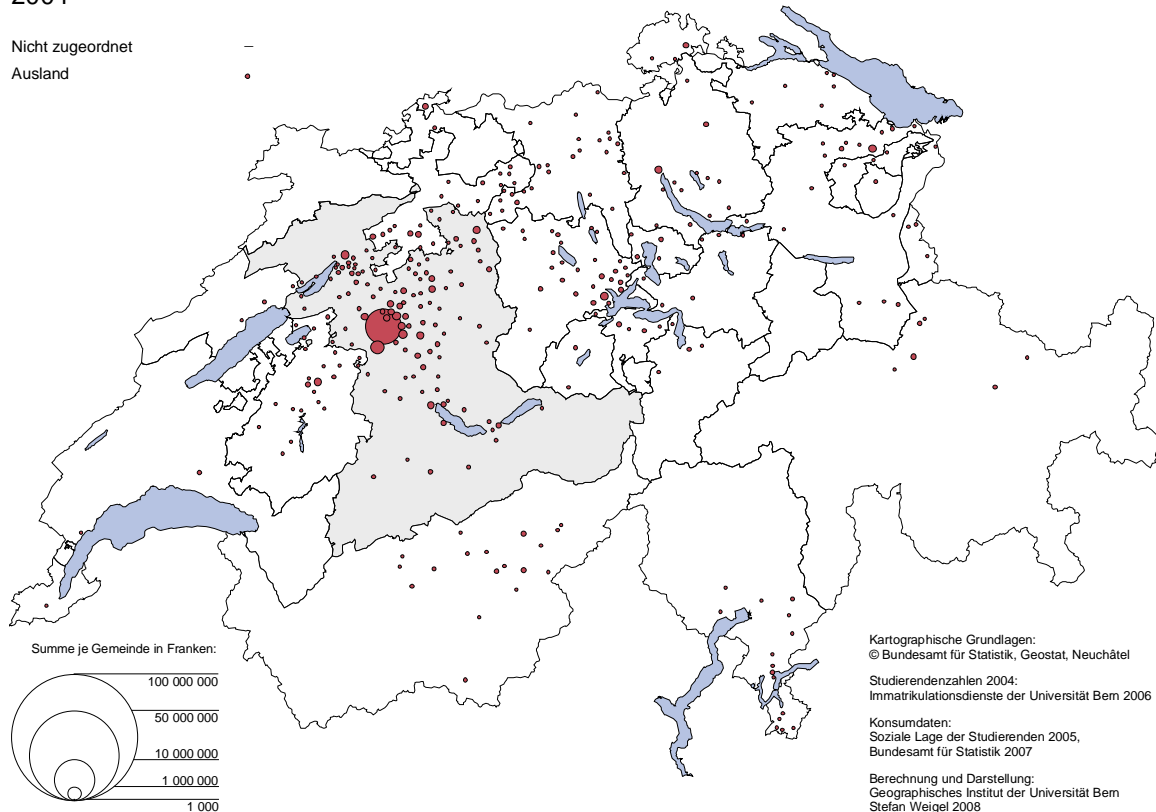 Nicht zugeordnet –
Ausland
Summe je Gemeinde in Franken:
100 000 000
50 000 000
10 000 000
1 000 000
1 000
Kartographische Grundlagen:
© Bundesamt für Statistik, Geostat, Neuchâtel
Studierendenzahlen 2004:
Immatrikulationsdienste der Universität Bern 2006
Konsumdaten:
Soziale Lage der Studierenden 2005,
Bundesamt für Statistik 2007
Berechnung und Darstellung:
Geographisches Institut der Universität Bern
Stefan Weigel 2008